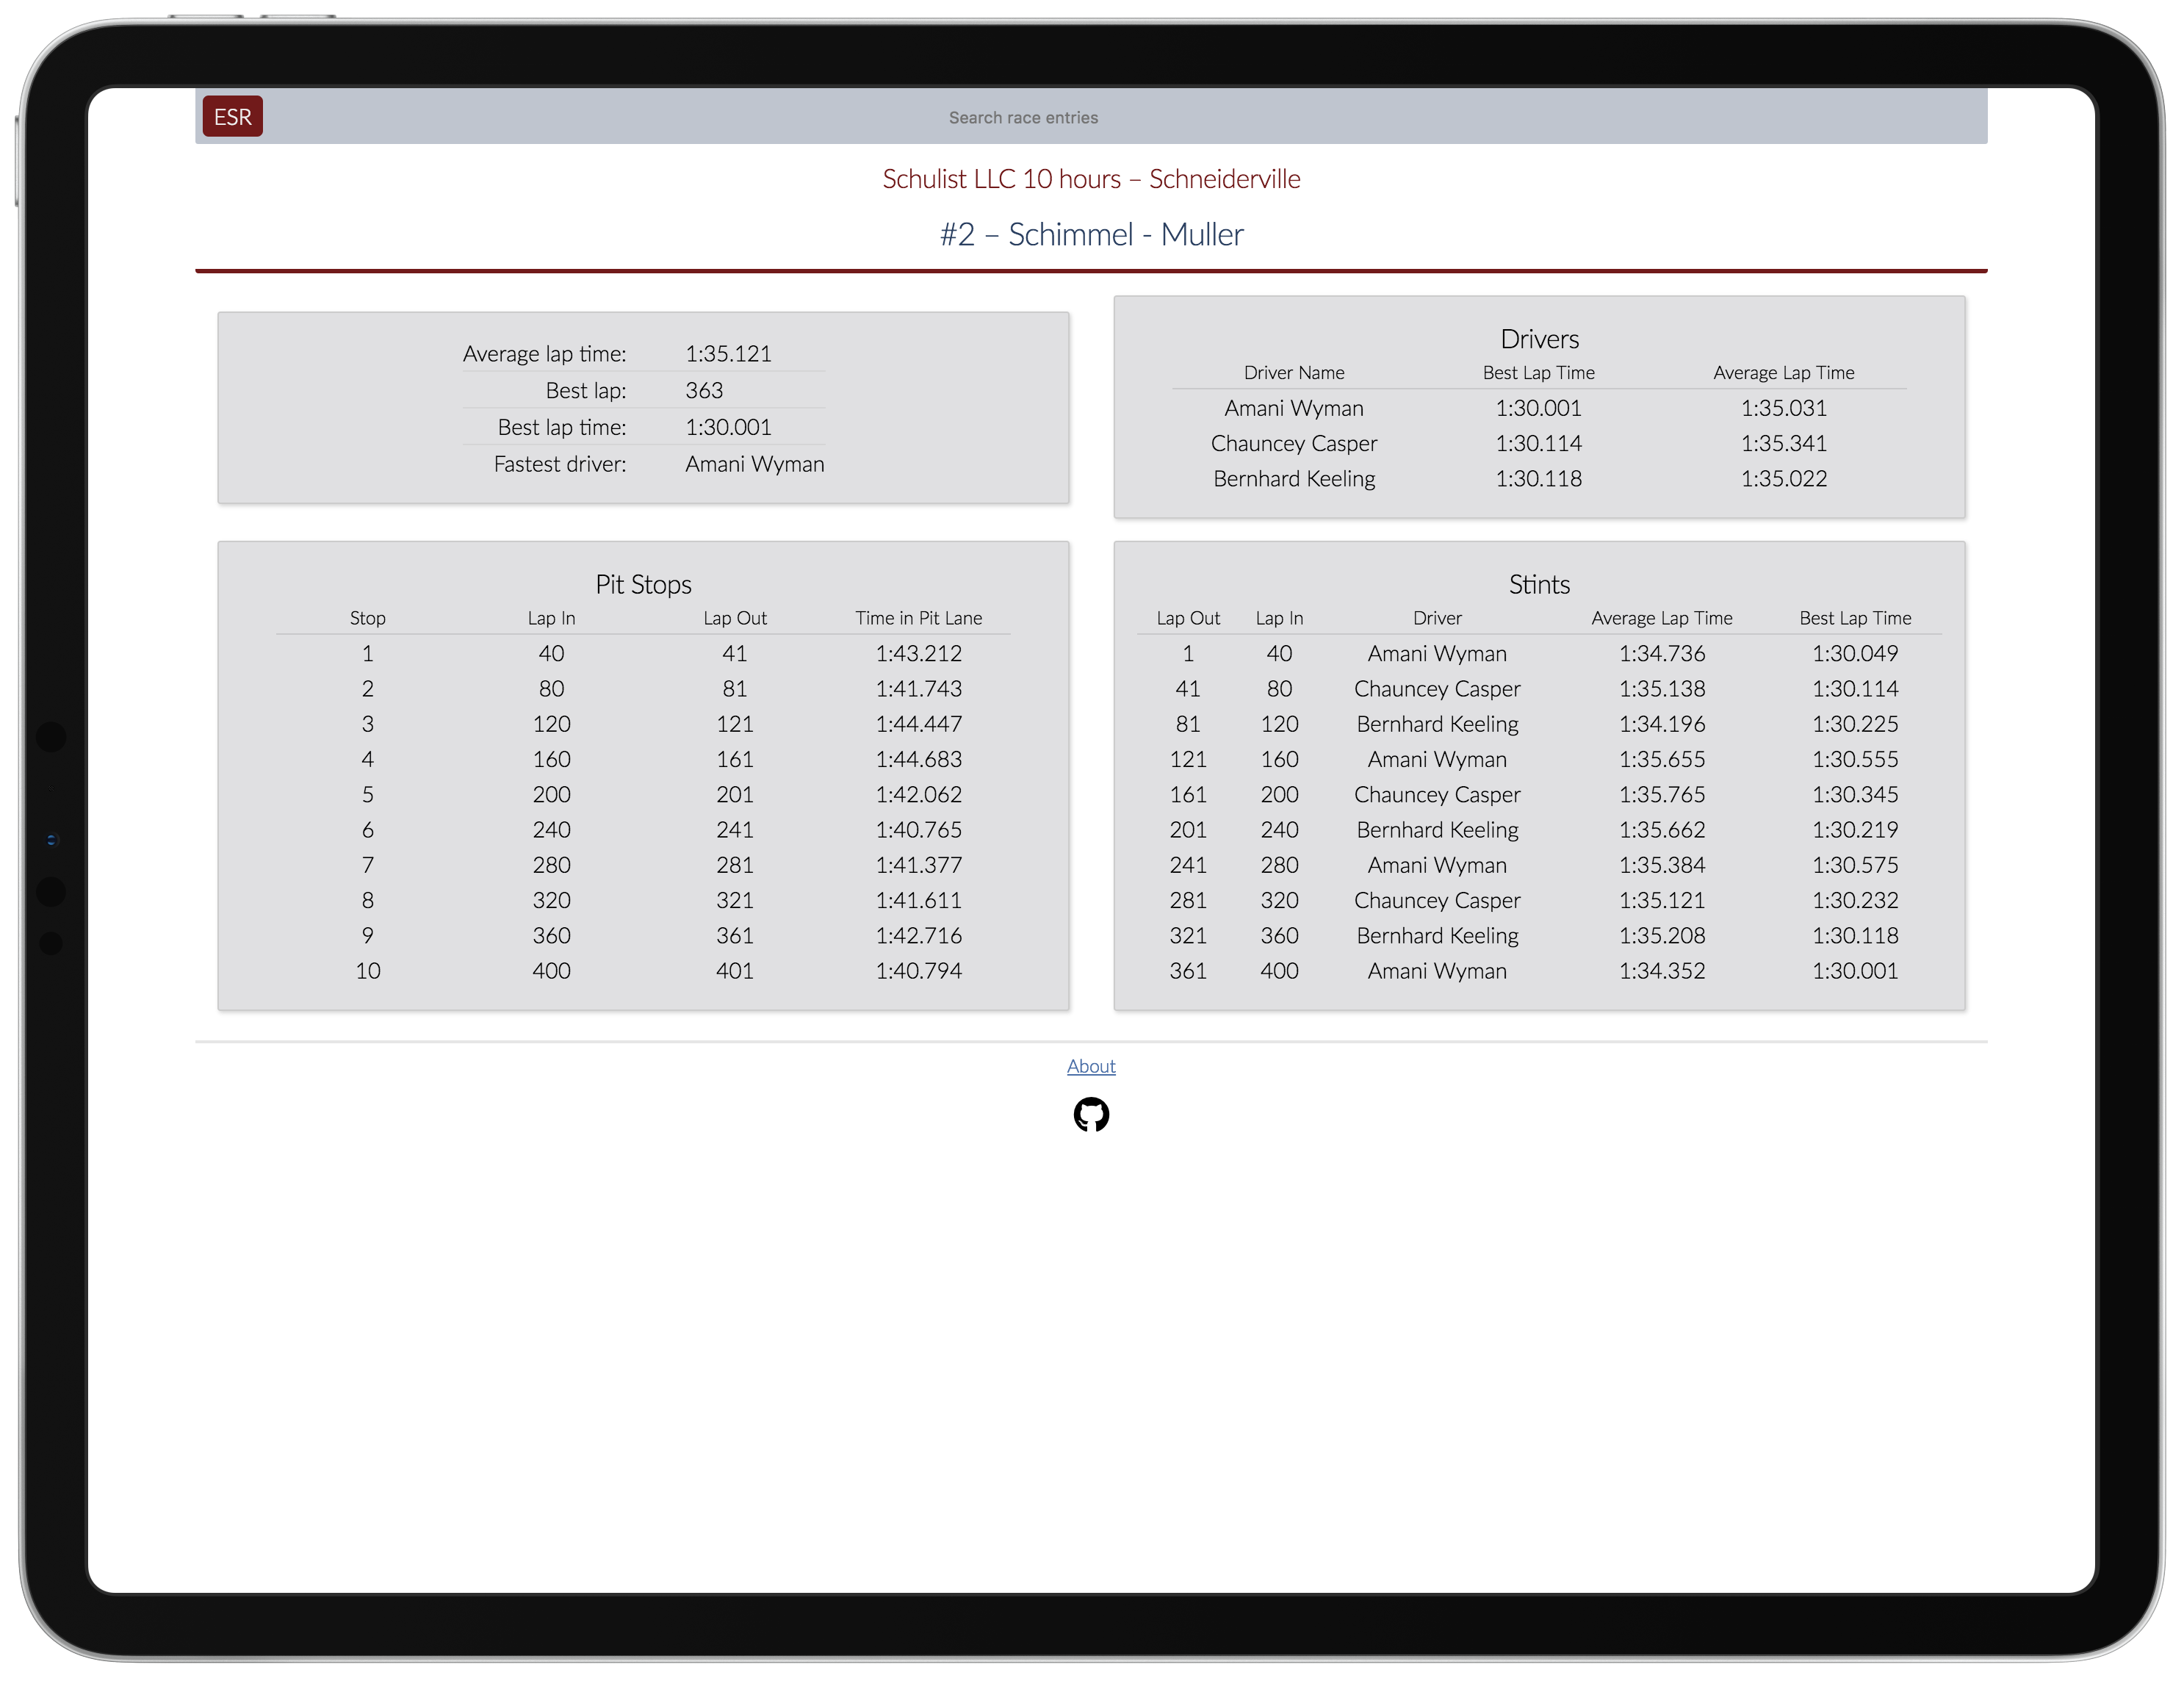 ESR
Search race entries
Schulist LLC 10 hours – Schneiderville
#2 – Schimmel - Muller
Average lap time: 1:35.121
Best lap: 363
Best lap time: 1:30.001
Fastest driver: Amani Wyman
Drivers
Driver Name Best Lap Time Average Lap Time
Amani Wyman 1:30.001 1:35.031
Chauncey Casper 1:30.114 1:35.341
Bernhard Keeling 1:30.118 1:35.022
Pit Stops
Stop Lap In Lap Out Time in Pit Lane
1 40 41 1:43.212
2 80 81 1:41.743
3 120 121 1:44.447
4 160 161 1:44.683
5 200 201 1:42.062
6 240 241 1:40.765
7 280 281 1:41.377
8 320 321 1:41.611
9 360 361 1:42.716
10 400 401 1:40.794
Stints
Lap Out Lap In Driver Average Lap Time Best Lap Time
1 40 Amani Wyman 1:34.736 1:30.049
41 80 Chauncey Casper 1:35.138 1:30.114
81 120 Bernhard Keeling 1:34.196 1:30.225
121 160 Amani Wyman 1:35.655 1:30.555
161 200 Chauncey Casper 1:35.765 1:30.345
201 240 Bernhard Keeling 1:35.662 1:30.219
241 280 Amani Wyman 1:35.384 1:30.575
281 320 Chauncey Casper 1:35.121 1:30.232
321 360 Bernhard Keeling 1:35.208 1:30.118
361 400 Amani Wyman 1:34.352 1:30.001
About